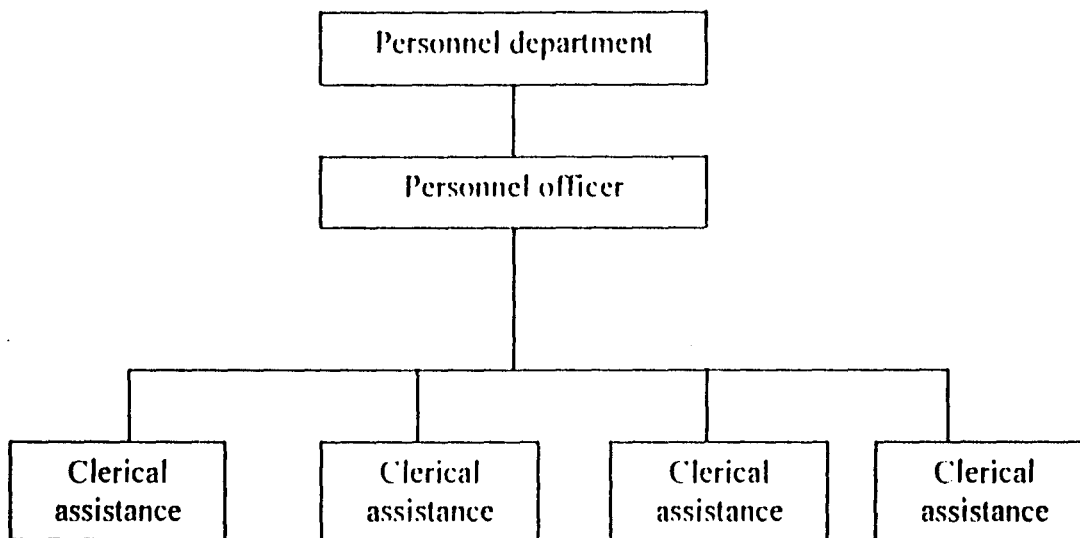 Personnel department
Personnel officer
Clerical
assistance
Clerical
assistance
Clerical
assistance
Clerical
assistance